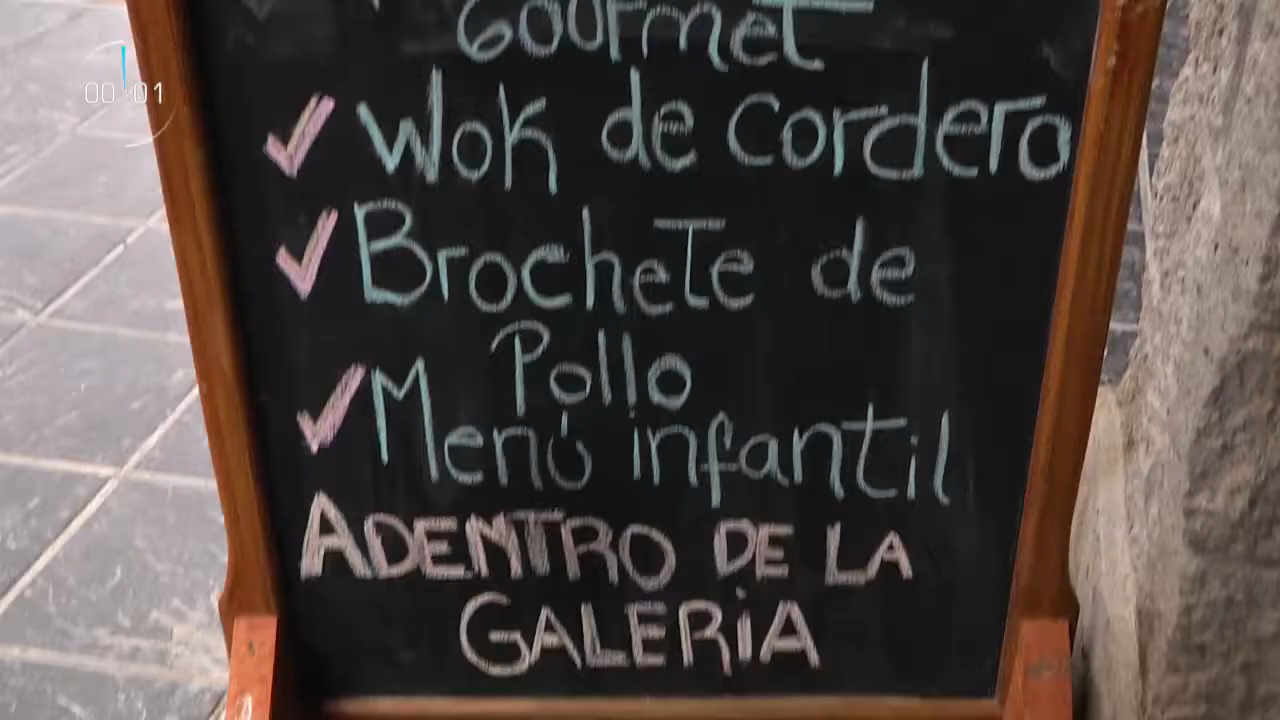 Gourmet
00:01
✓ Wok de Cordero
✓ Brochete de
Pollo
✓ Menú infantil
ADENTRO DE LA
GALERiA